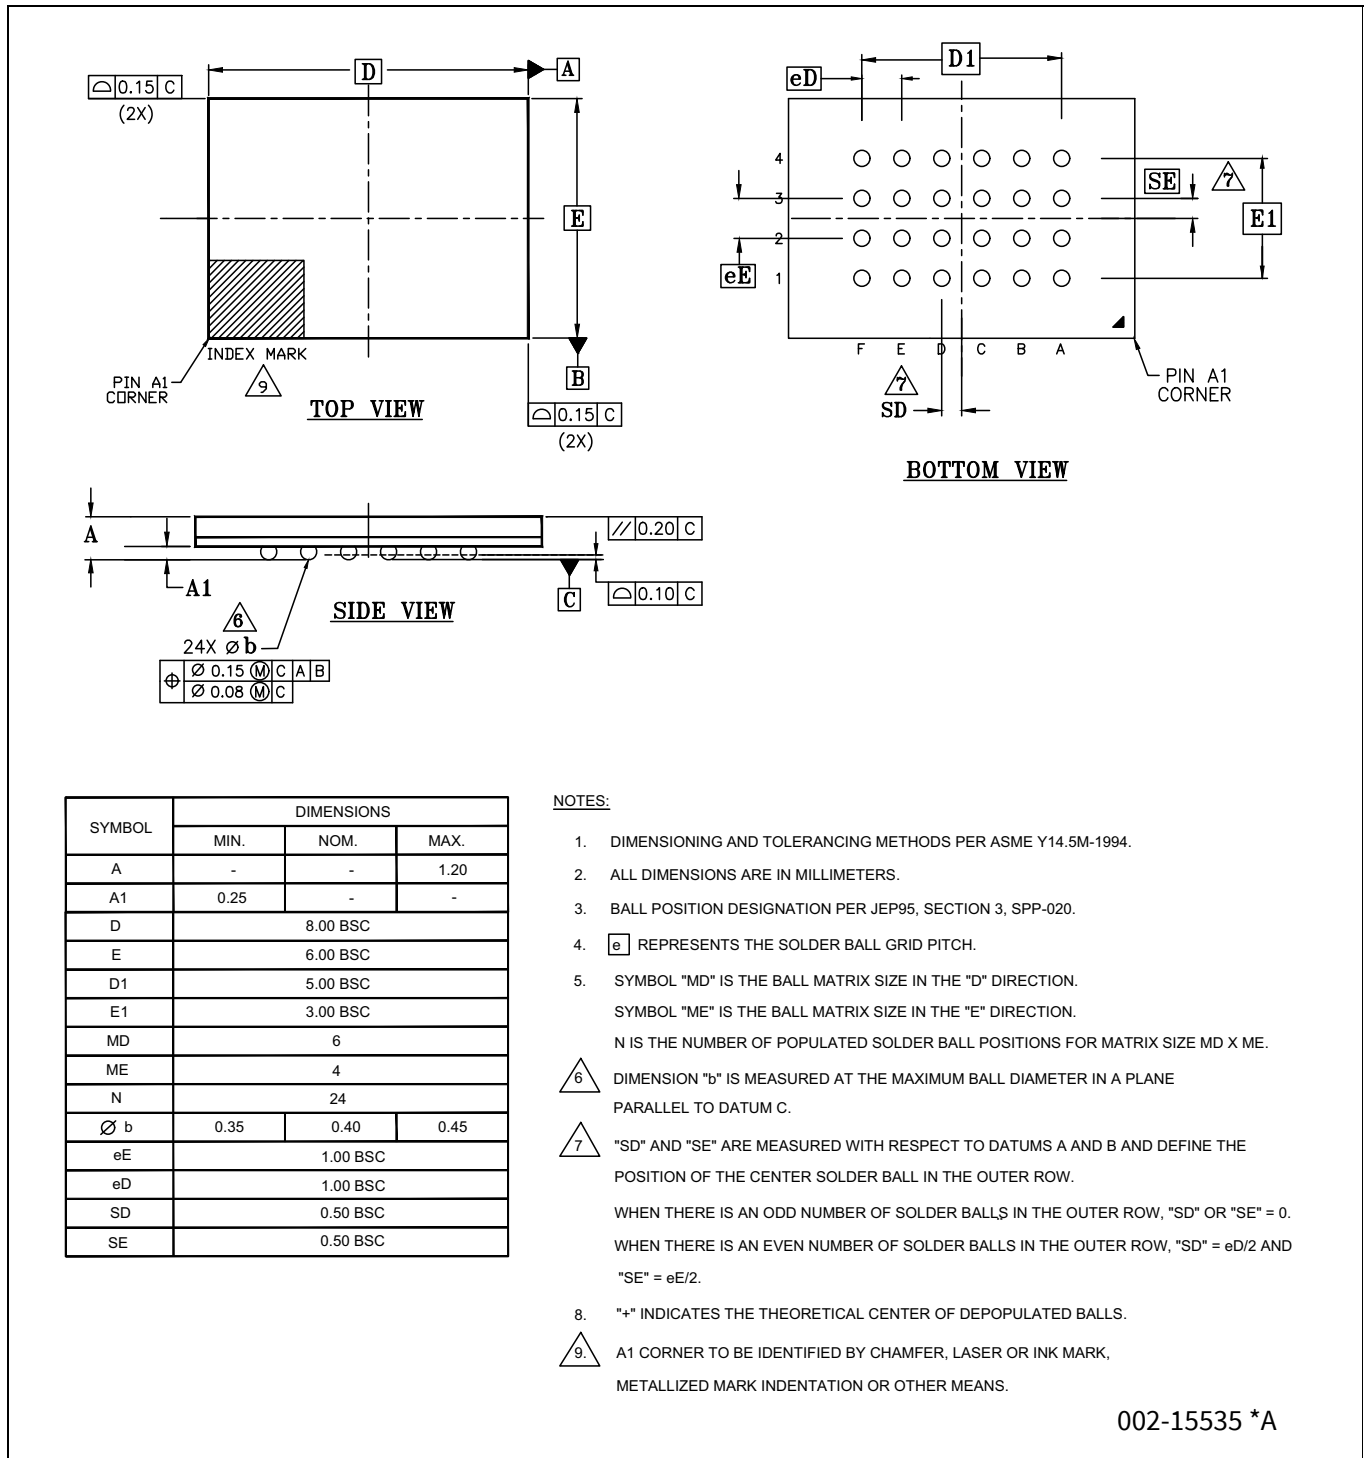 D
A
⌓ 0.15 C
(2X)
E
INDEX MARK
9
PIN A1
CORNER
B
TOP VIEW
⌓ 0.15 C
(2X)
D1
eD
4
3
2
1
SE
7
E1
eE
F E D C B A
7
SD
PIN A1
CORNER
BOTTOM VIEW
A
// 0.20 C
A1
C
⌓ 0.10 C
SIDE VIEW
6
24X Ø b
⌖ Ø 0.15 Ⓜ C A B
Ø 0.08 Ⓜ C
SYMBOL DIMENSIONS
MIN. NOM. MAX.
A - - 1.20
A1 0.25 - -
D 8.00 BSC
E 6.00 BSC
D1 5.00 BSC
E1 3.00 BSC
MD 6
ME 4
N 24
Ø b 0.35 0.40 0.45
eE 1.00 BSC
eD 1.00 BSC
SD 0.50 BSC
SE 0.50 BSC
NOTES:
1. DIMENSIONING AND TOLERANCING METHODS PER ASME Y14.5M-1994.
2. ALL DIMENSIONS ARE IN MILLIMETERS.
3. BALL POSITION DESIGNATION PER JEP95, SECTION 3, SPP-020.
4. e REPRESENTS THE SOLDER BALL GRID PITCH.
5. SYMBOL "MD" IS THE BALL MATRIX SIZE IN THE "D" DIRECTION.
SYMBOL "ME" IS THE BALL MATRIX SIZE IN THE "E" DIRECTION.
N IS THE NUMBER OF POPULATED SOLDER BALL POSITIONS FOR MATRIX SIZE MD X ME.
6 DIMENSION "b" IS MEASURED AT THE MAXIMUM BALL DIAMETER IN A PLANE
PARALLEL TO DATUM C.
7 "SD" AND "SE" ARE MEASURED WITH RESPECT TO DATUMS A AND B AND DEFINE THE
POSITION OF THE CENTER SOLDER BALL IN THE OUTER ROW.
WHEN THERE IS AN ODD NUMBER OF SOLDER BALLS IN THE OUTER ROW, "SD" OR "SE" = 0.
WHEN THERE IS AN EVEN NUMBER OF SOLDER BALLS IN THE OUTER ROW, "SD" = eD/2 AND
"SE" = eE/2.
8. "+" INDICATES THE THEORETICAL CENTER OF DEPOPULATED BALLS.
9. A1 CORNER TO BE IDENTIFIED BY CHAMFER, LASER OR INK MARK,
METALLIZED MARK INDENTATION OR OTHER MEANS.
002-15535 *A